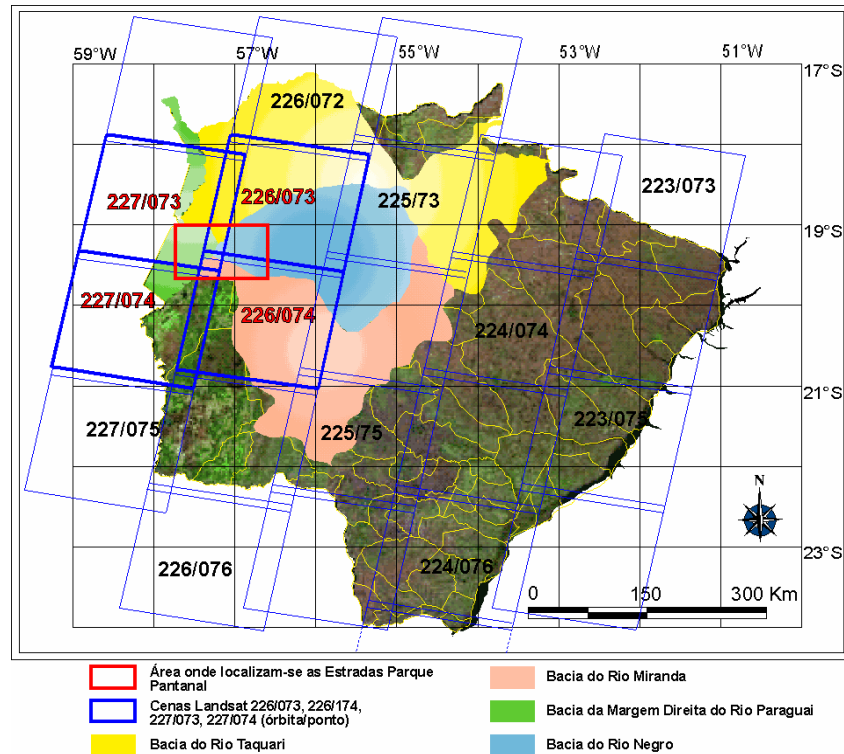 59°W 57°W 55°W 53°W 51°W
17°S
226/072
223/073
227/073 226/073 225/73
19°S
227/074 226/074 224/074
21°S
227/075 225/75 223/075
N
226/076 224/076 23°S
0 150 300 Km
Área onde localizam-se as Estradas Parque
Pantanal
Cenas Landsat 226/073, 226/174,
227/073, 227/074 (órbita/ponto)
Bacia do Rio Taquari
Bacia do Rio Miranda
Bacia da Margem Direita do Rio Paraguai
Bacia do Rio Negro